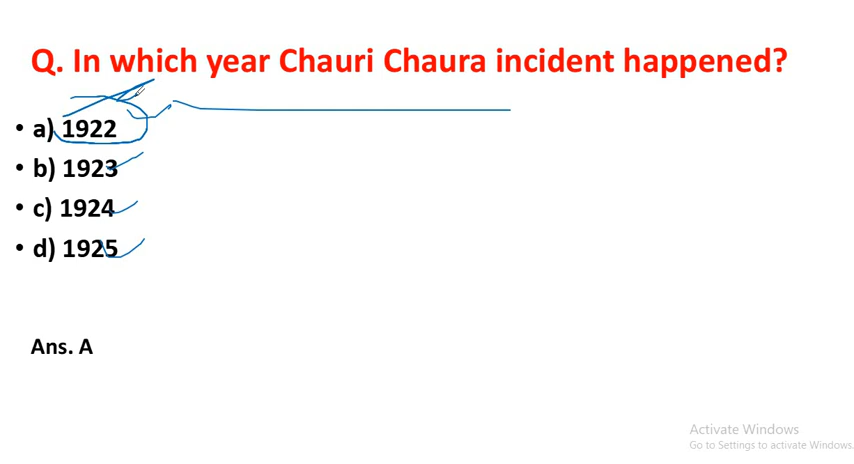 Q. In which year Chauri Chaura incident happened?
• a) 1922
• b) 1923
• c) 1924
• d) 1925
Ans. A
Activate Windows
Go to Settings to activate Windows.